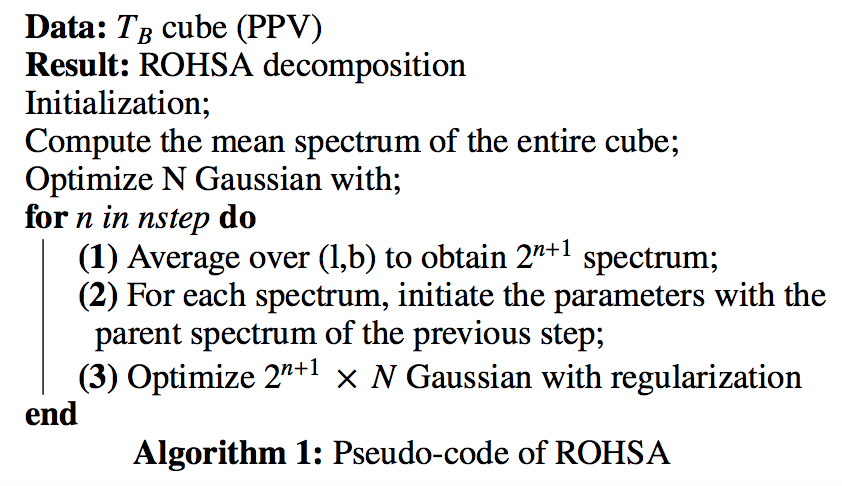 Data: T_B cube (PPV)
Result: ROHSA decomposition
Initialization;
Compute the mean spectrum of the entire cube;
Optimize N Gaussian with;
for n in nstep do
(1) Average over (l,b) to obtain 2^{n+1} spectrum;
(2) For each spectrum, initiate the parameters with the
parent spectrum of the previous step;
(3) Optimize 2^{n+1} × N Gaussian with regularization
end
Algorithm 1: Pseudo-code of ROHSA